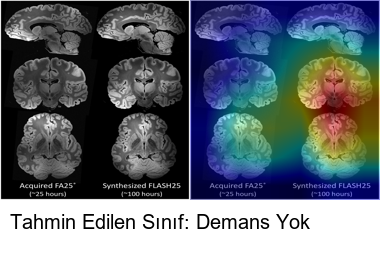 Acquired FA25° Synthesized FLASH25 Acquired FA25° Synthesized FLASH25
(~25 hours) (~100 hours) (~25 hours) (~100 hours)
Tahmin Edilen Sınıf: Demans Yok